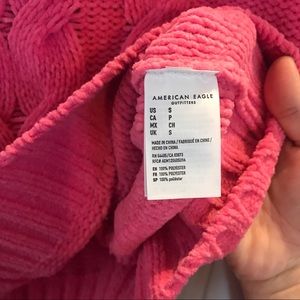 AMERICAN EAGLE
OUTFITTERS
US S
CA P
MX CH
UK S
MADE IN CHINA / FABRIQUÉ EN CHINE /
HECHO EN CHINA
EN 100% POLYESTER
FR 100% POLYESTER
SP 100% poliéster